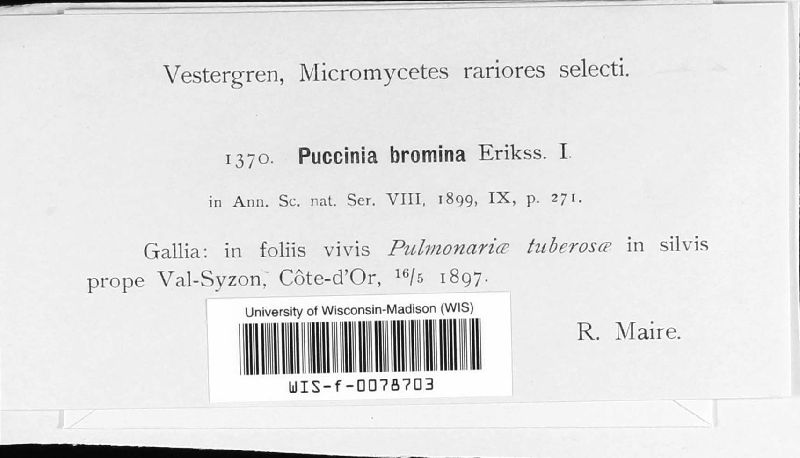 Vestergren, Micromycetes rariores selecti.
1370. Puccinia bromina Erikss. I.
in Ann. Sc. nat. Ser. VIII, 1899, IX, p. 271.
Gallia: in foliis vivis Pulmonariæ tuberosæ in silvis
prope Val-Syzon, Côte-d'Or, 16/5 1897.
R. Maire.
University of Wisconsin-Madison (WIS)
WIS-f-0078703